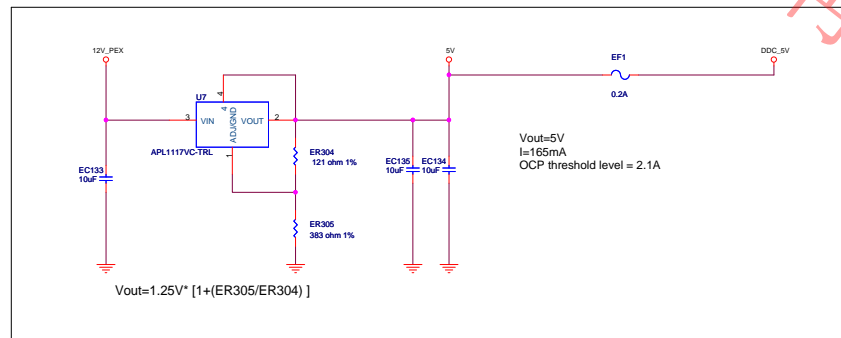 12V_PEX
5V
DDC_5V
EF1
0.2A
U7
4
4
3
VIN
VOUT
2
ADJ/GND
1
APL1117VC-TRL
ER304
121 ohm 1%
EC133
10uF
EC135
10uF
EC134
10uF
Vout=5V
I=165mA
OCP threshold level = 2.1A
ER305
383 ohm 1%
Vout=1.25V* [1+(ER305/ER304) ]